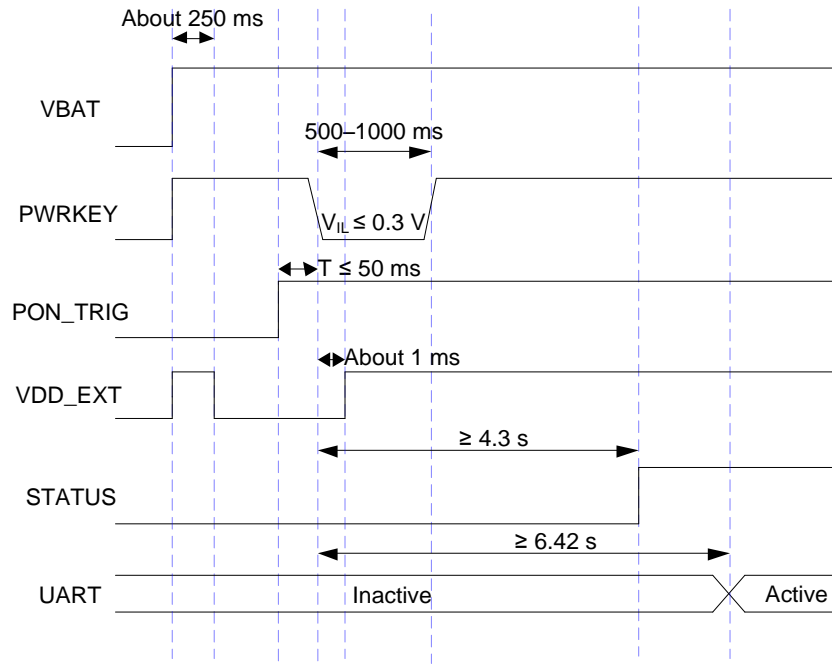 About 250 ms
VBAT
500–1000 ms
PWRKEY
VIL ≤ 0.3 V
T ≤ 50 ms
PON_TRIG
About 1 ms
VDD_EXT
≥ 4.3 s
STATUS
≥ 6.42 s
UART
Inactive
Active